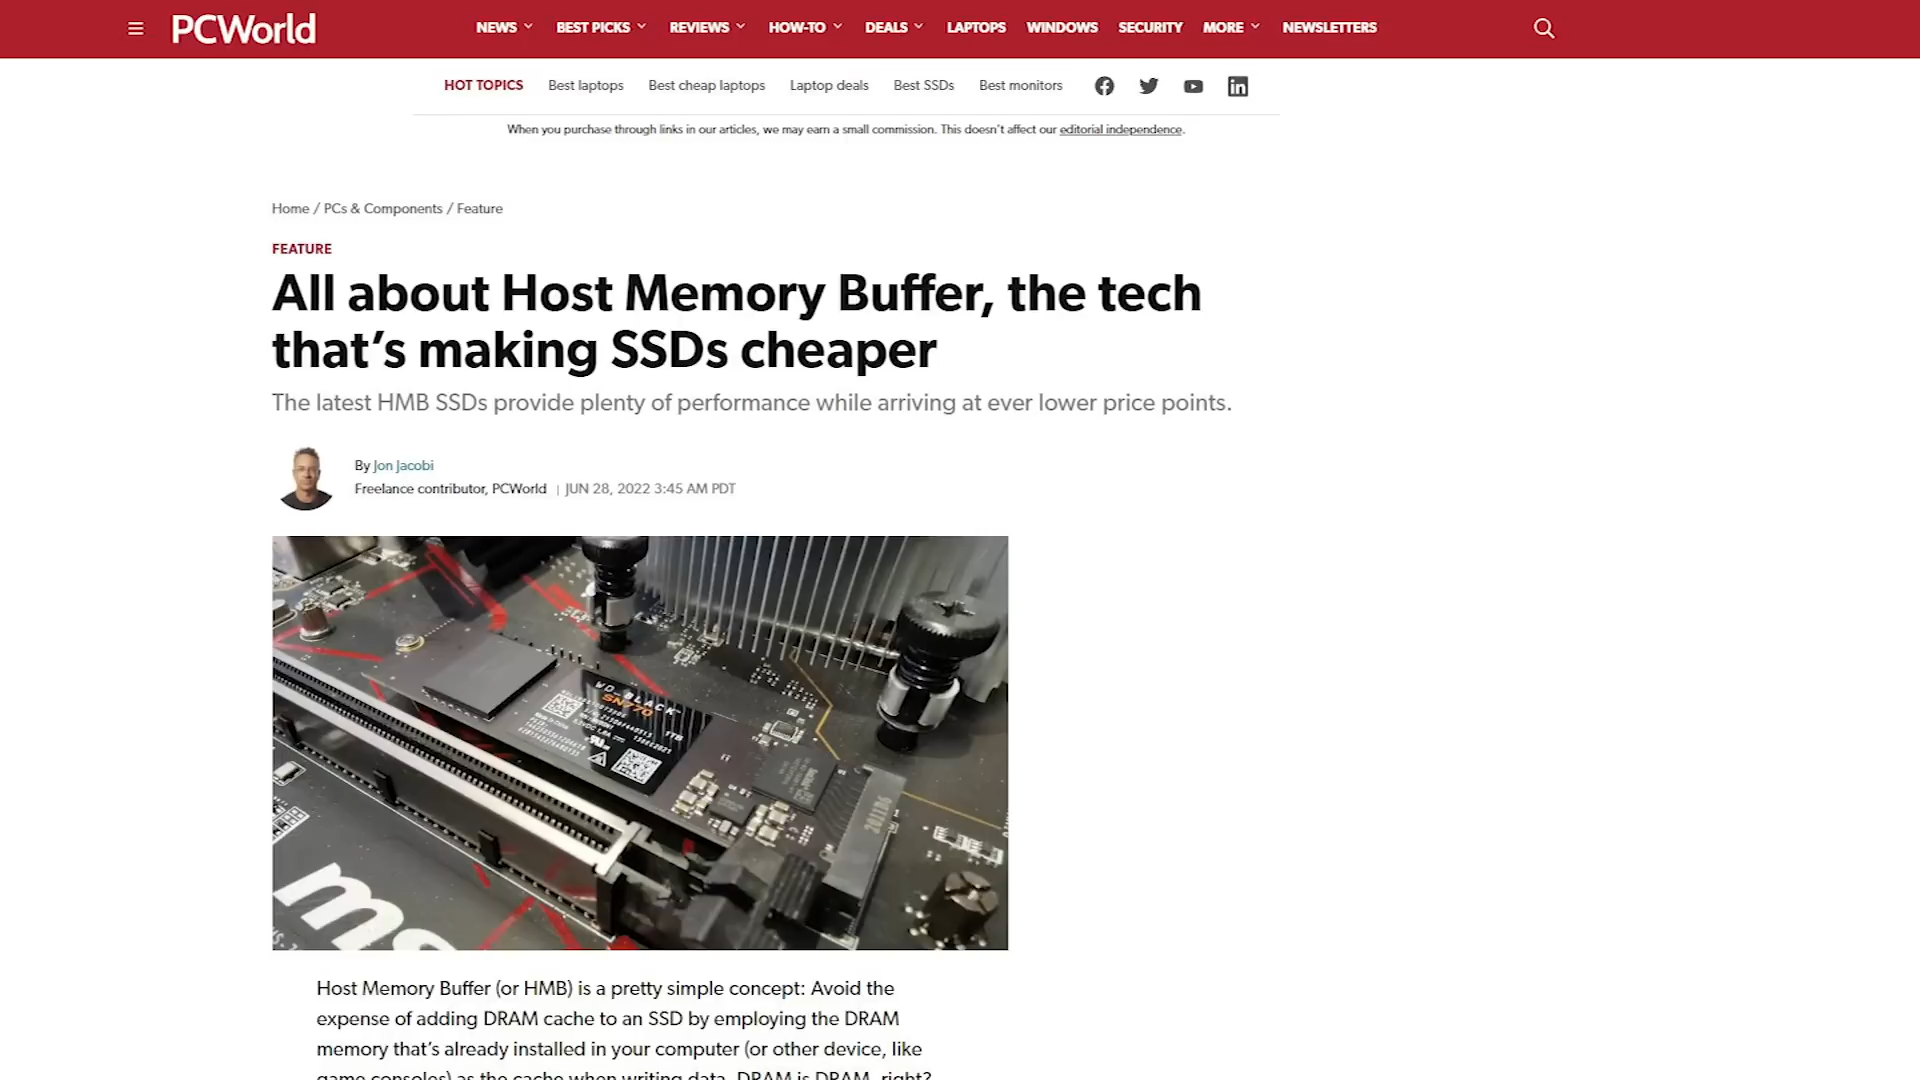 PCWorld
NEWS
BEST PICKS
REVIEWS
HOW-TO
DEALS
LAPTOPS
WINDOWS
SECURITY
MORE
NEWSLETTERS
HOT TOPICS
Best laptops
Best cheap laptops
Laptop deals
Best SSDs
Best monitors
When you purchase through links in our articles, we may earn a small commission. This doesn't affect our editorial independence.
Home / PCs & Components / Feature
FEATURE
All about Host Memory Buffer, the tech
that's making SSDs cheaper
The latest HMB SSDs provide plenty of performance while arriving at ever lower price points.
By Jon Jacobi
Freelance contributor, PCWorld | JUN 28, 2022 3:45 AM PDT
WD_BLACK
SN770
1TB
Host Memory Buffer (or HMB) is a pretty simple concept: Avoid the
expense of adding DRAM cache to an SSD by employing the DRAM
memory that's already installed in your computer (or other device, like
game consoles) as the cache when writing data. DRAM is DRAM, right?